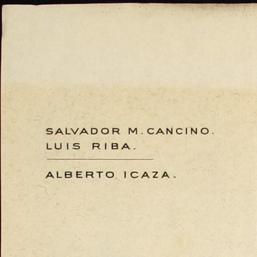 SALVADOR M. CANCINO.
LUIS RIBA.
ALBERTO ICAZA.